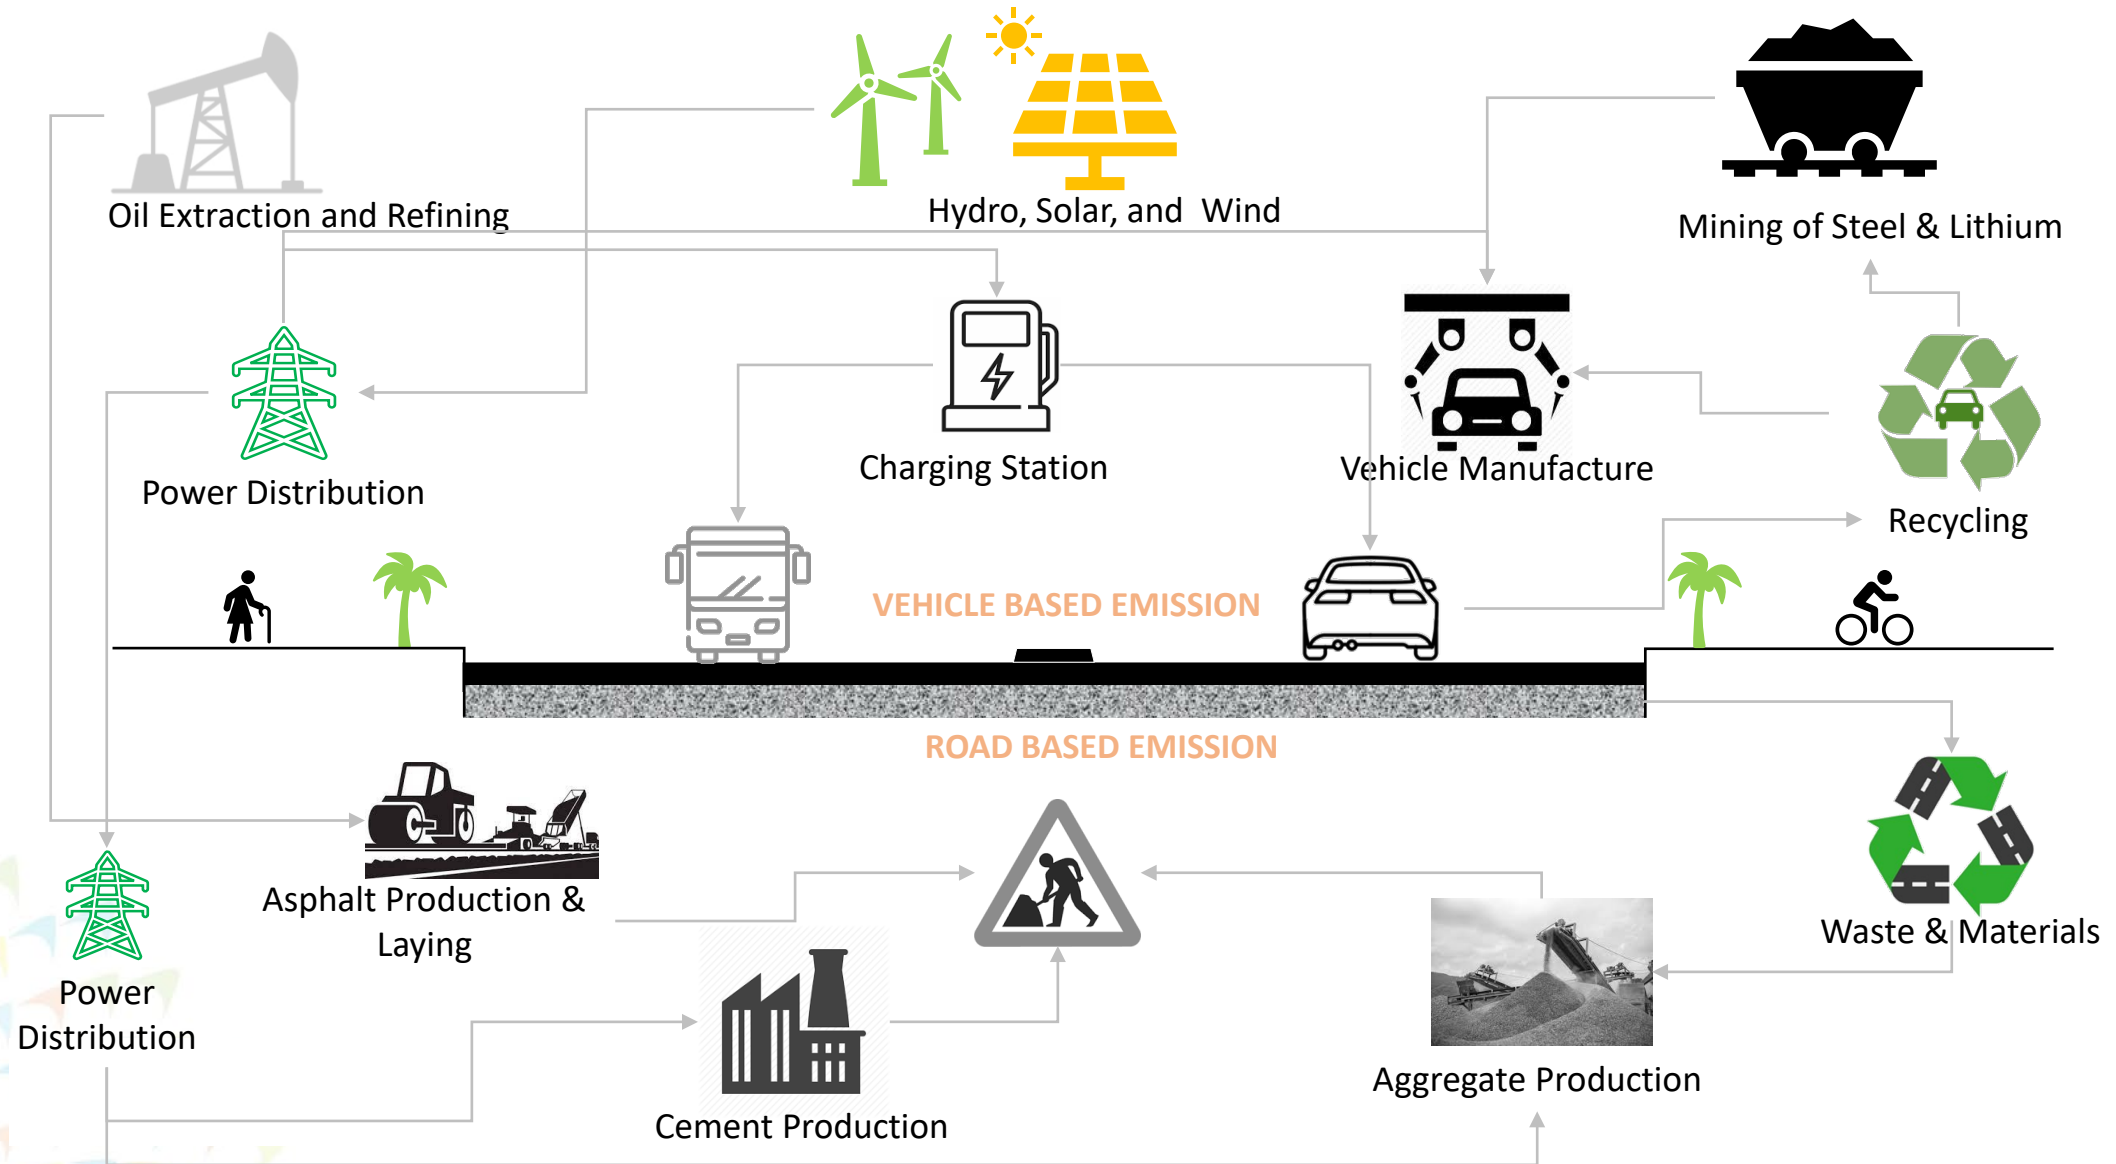 Oil Extraction and Refining
Hydro, Solar, and Wind
Mining of Steel & Lithium
Power Distribution
Charging Station
Vehicle Manufacture
Recycling
VEHICLE BASED EMISSION
ROAD BASED EMISSION
Asphalt Production &
Laying
Waste & Materials
Power
Distribution
Aggregate Production
Cement Production